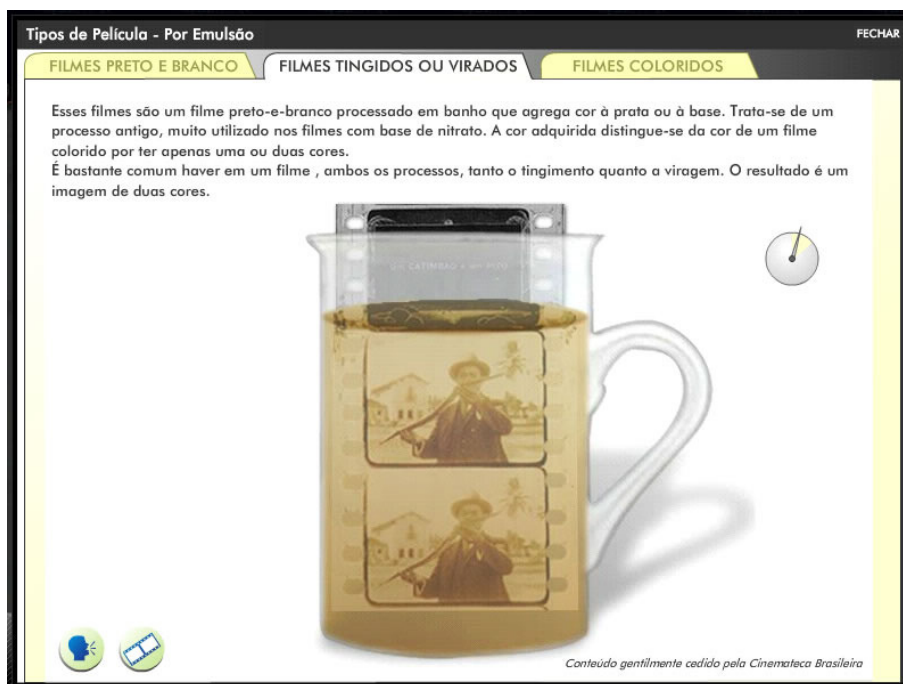 Tipos de Película - Por Emulsão
FECHAR
FILMES PRETO E BRANCO
FILMES TINGIDOS OU VIRADOS
FILMES COLORIDOS
Esses filmes são um filme preto-e-branco processado em banho que agrega cor à prata ou à base. Trata-se de um
processo antigo, muito utilizado nos filmes com base de nitrato. A cor adquirida distingue-se da cor de um filme
colorido por ter apenas uma ou duas cores.
É bastante comum haver em um filme , ambos os processos, tanto o tingimento quanto a viragem. O resultado é um
imagem de duas cores.
Conteúdo gentilmente cedido pela Cinemateca Brasileira